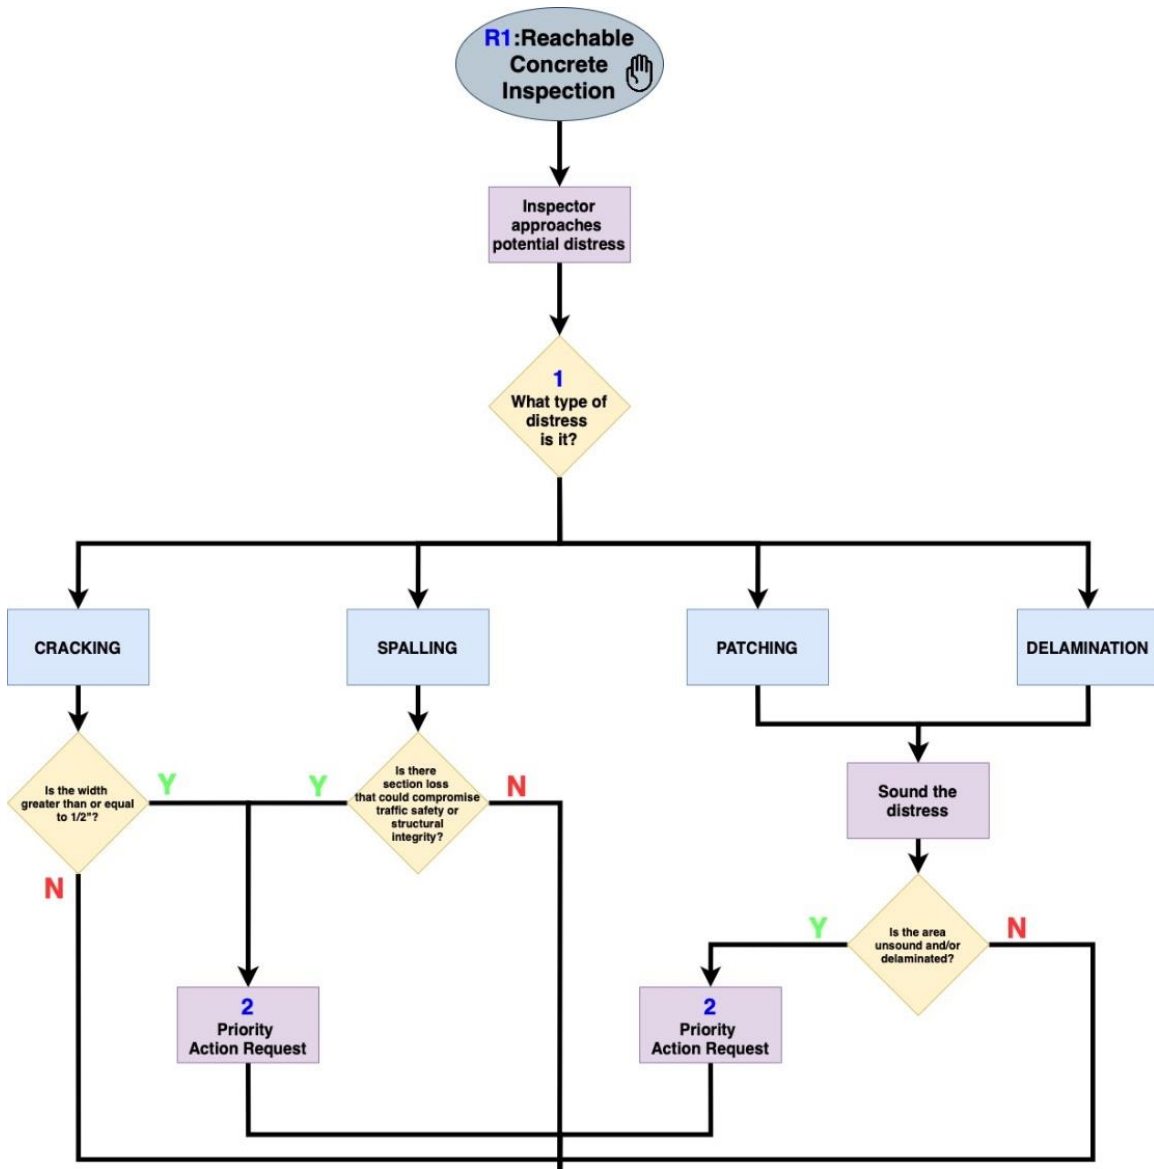 R1:Reachable
Concrete
Inspection
Inspector
approaches
potential distress
1
What type of
distress
is it?
CRACKING
SPALLING
PATCHING
DELAMINATION
Is the width
greater than or equal
to 1/2"?
Y
N
Is there
section loss
that could compromise
traffic safety or
structural
integrity?
Y
N
Sound the
distress
Is the area
unsound and/or
delaminated?
Y
N
2
Priority
Action Request
2
Priority
Action Request